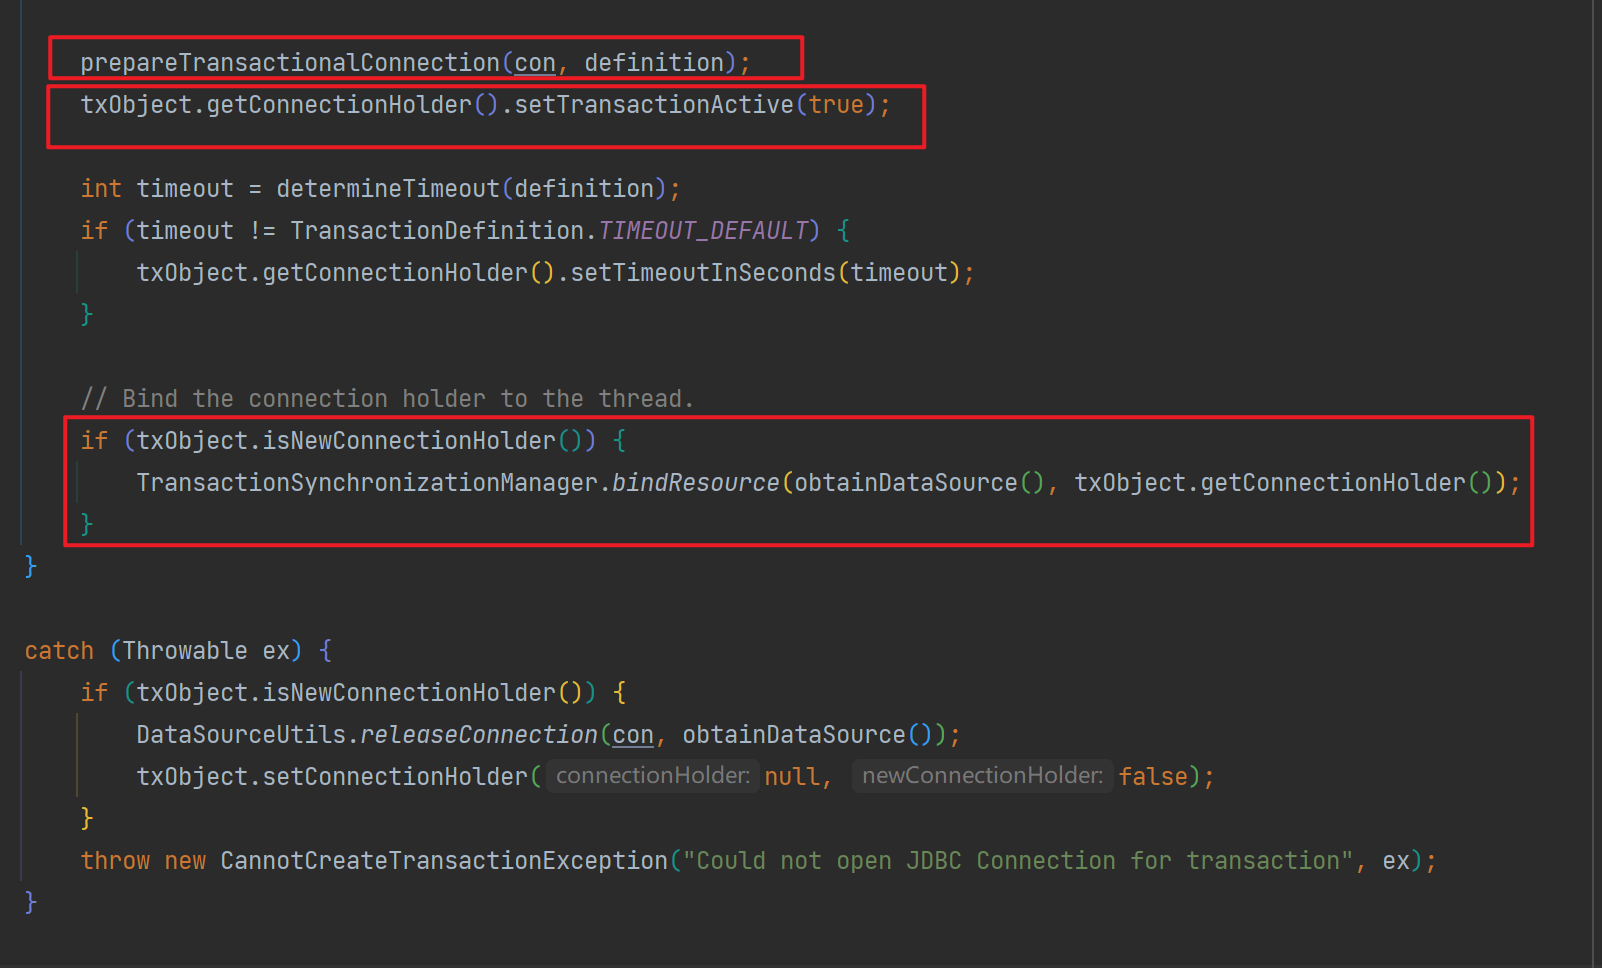 prepareTransactionalConnection(con, definition);
txObject.getConnectionHolder().setTransactionActive(true);
int timeout = determineTimeout(definition);
if (timeout != TransactionDefinition.TIMEOUT_DEFAULT) {
txObject.getConnectionHolder().setTimeoutInSeconds(timeout);
}
// Bind the connection holder to the thread.
if (txObject.isNewConnectionHolder()) {
TransactionSynchronizationManager.bindResource(obtainDataSource(), txObject.getConnectionHolder());
}
}
catch (Throwable ex) {
if (txObject.isNewConnectionHolder()) {
DataSourceUtils.releaseConnection(con, obtainDataSource());
txObject.setConnectionHolder( connectionHolder: null, newConnectionHolder: false);
}
throw new CannotCreateTransactionException("Could not open JDBC Connection for transaction", ex);
}